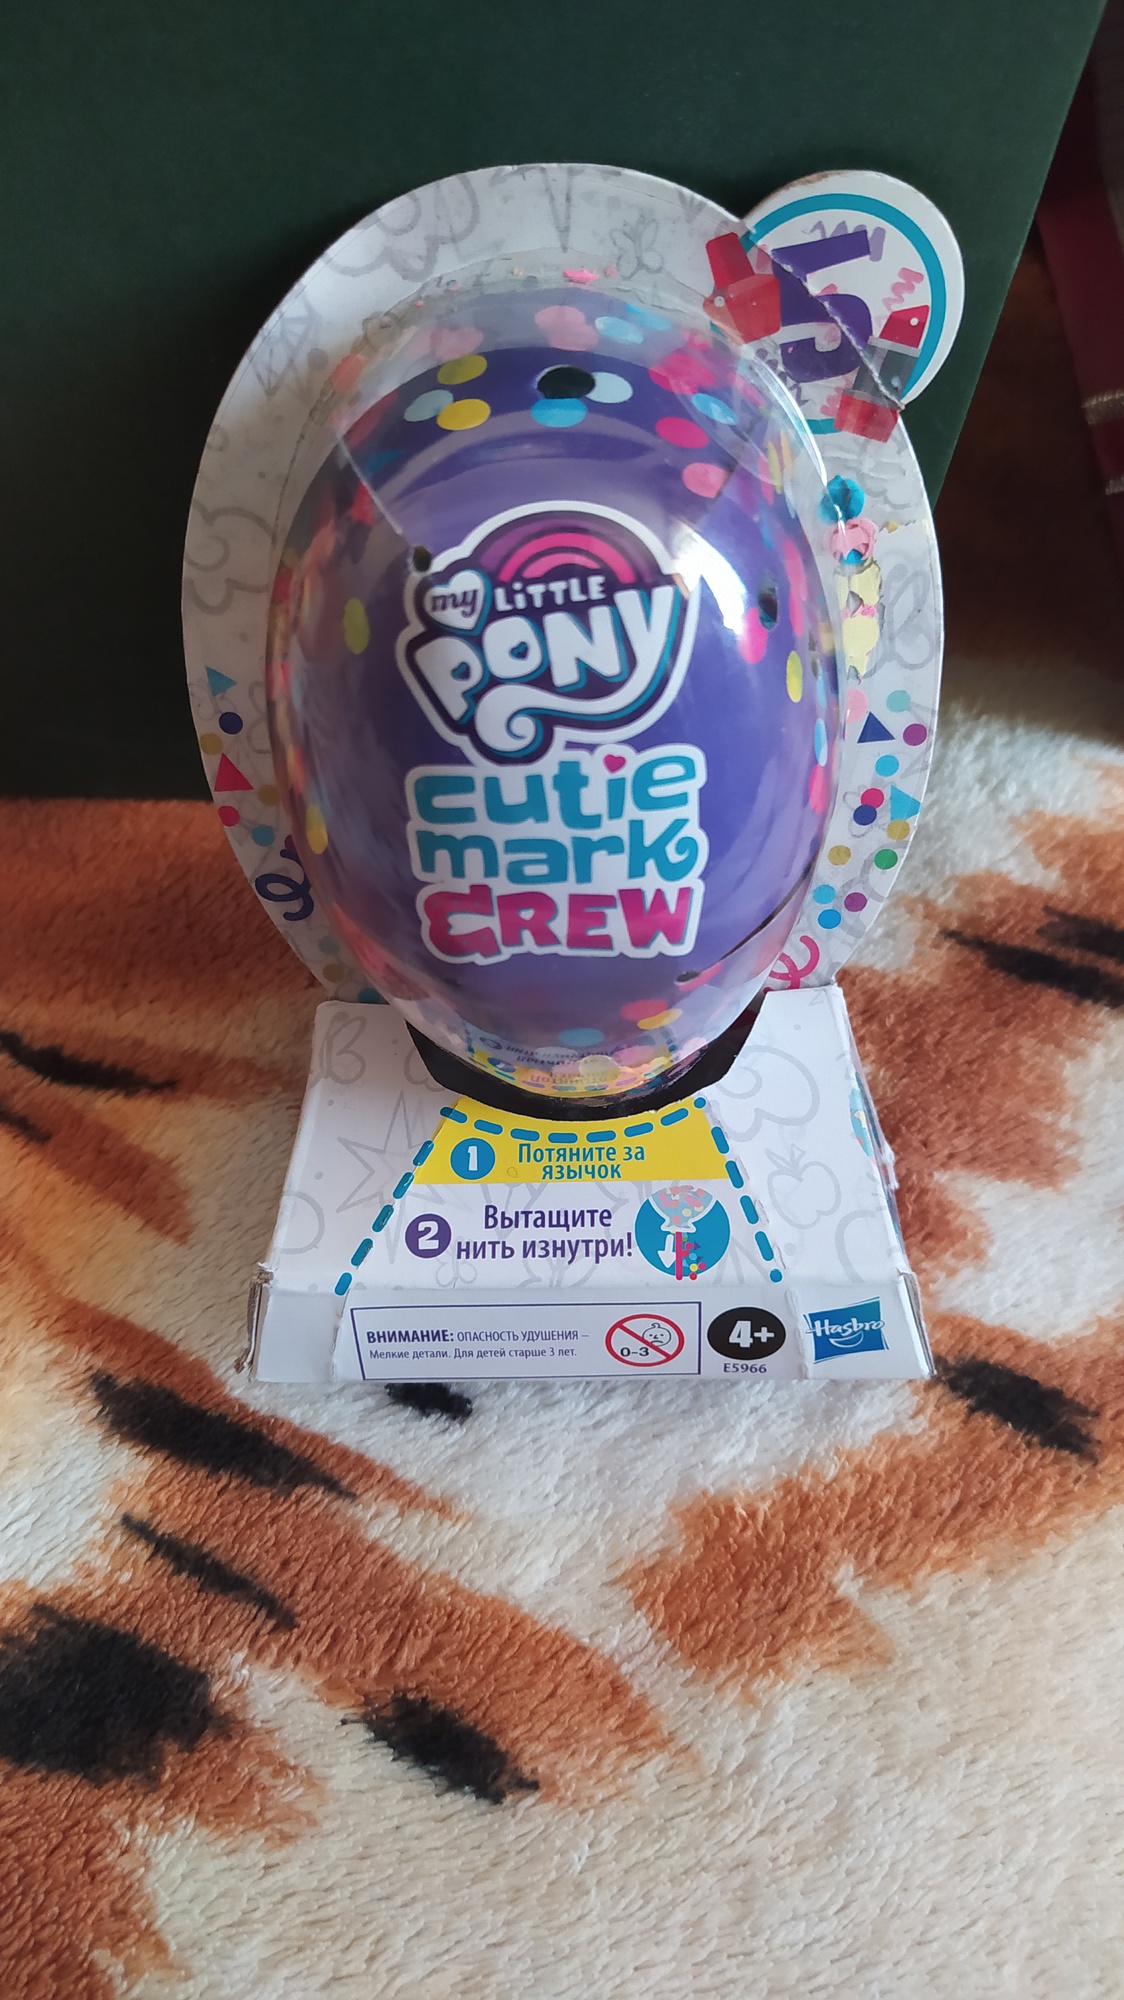 5
my LiTTLE
PONY
cutie
mark
CREW
1 Потяните за
язычок
2 Вытащите
нить изнутри!
ВНИМАНИЕ: ОПАСНОСТЬ УДУШЕНИЯ –
Мелкие детали. Для детей старше 3 лет.
0-3
4+
E5966
Hasbro